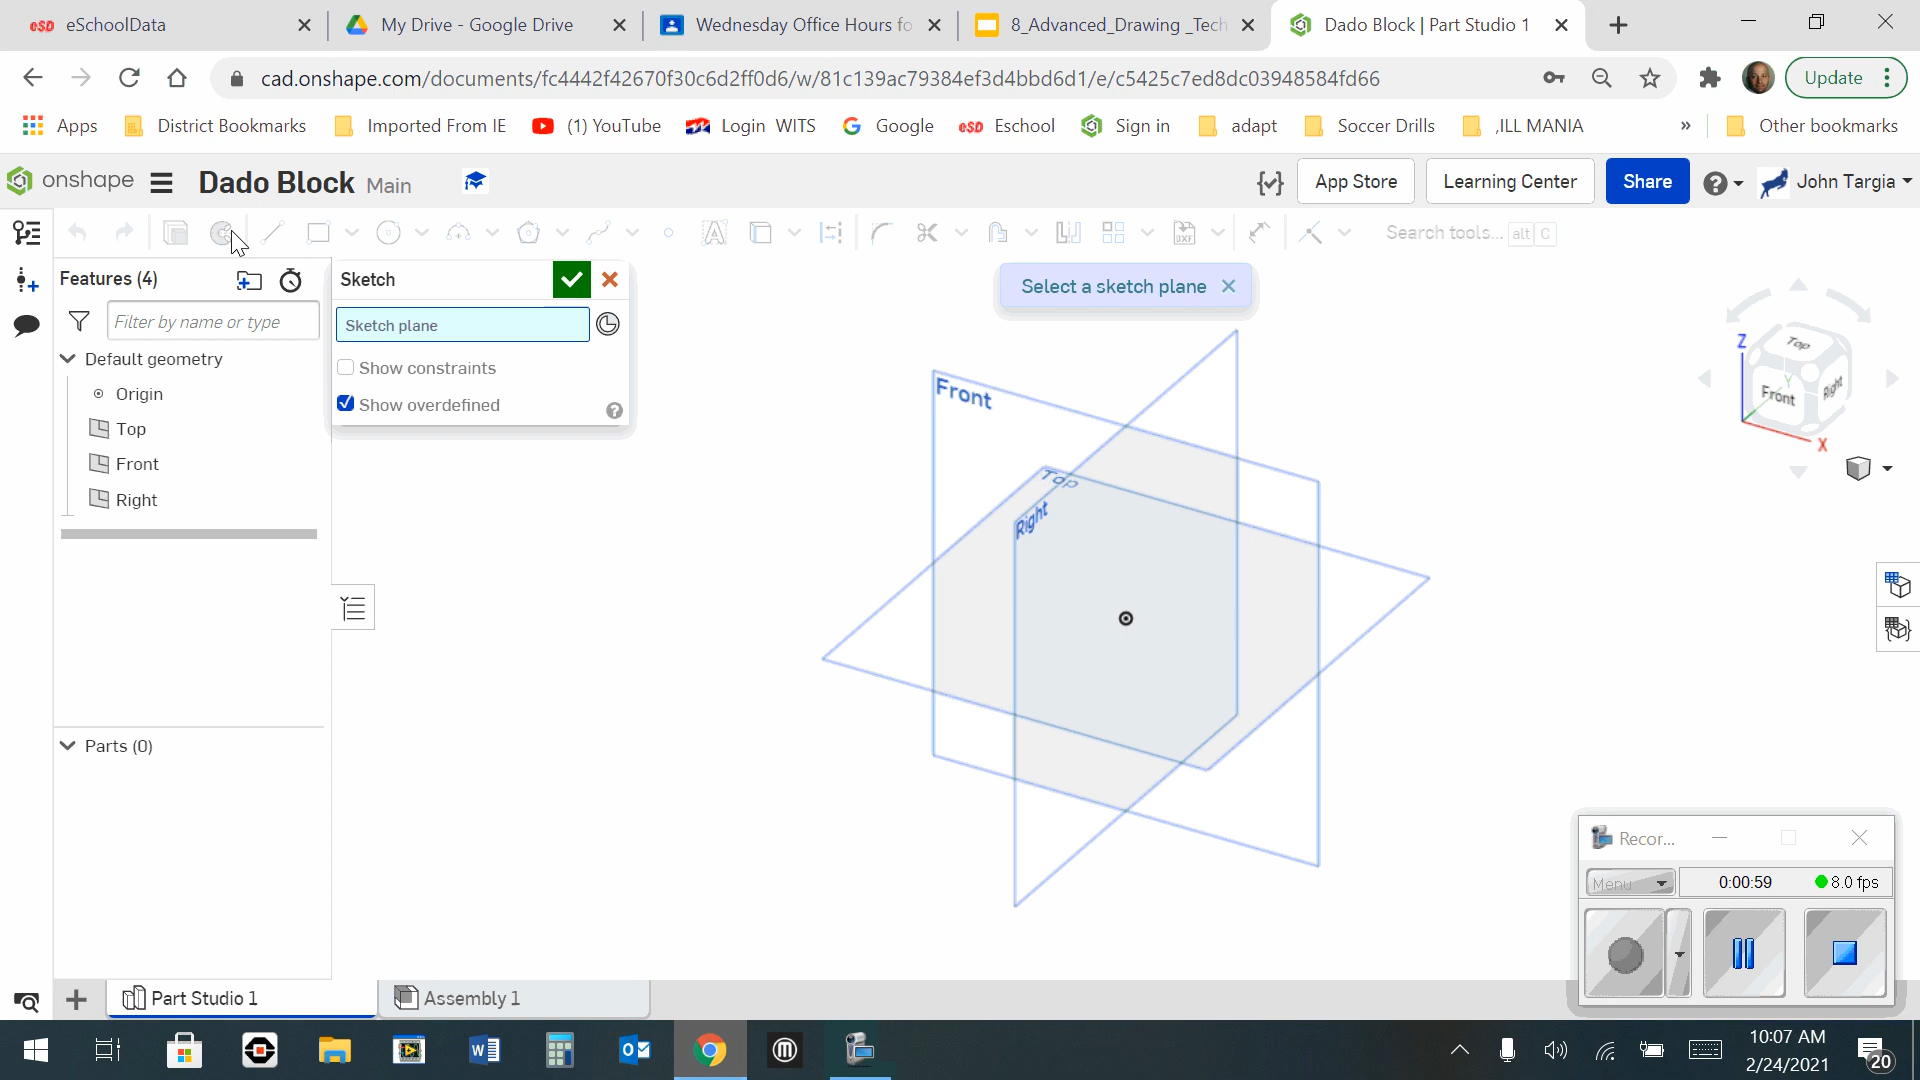 eSchoolData
My Drive - Google Drive
Wednesday Office Hours fo
8_Advanced_Drawing _Tech
Dado Block | Part Studio 1
cad.onshape.com/documents/fc4442f42670f30c6d2ff0d6/w/81c139ac79384ef3d4bbd6d1/e/c5425c7ed8dc03948584fd66
Update
Apps
District Bookmarks
Imported From IE
(1) YouTube
Login WITS
Google
Eschool
Sign in
adapt
Soccer Drills
,ILL MANIA
»
Other bookmarks
onshape
Dado Block Main
App Store
Learning Center
Share
John Targia
Search tools... alt C
Features (4)
Filter by name or type
Default geometry
Origin
Top
Front
Right
Sketch
Sketch plane
Show constraints
Show overdefined
Select a sketch plane
Front
Top
Right
Z
Top
Y
Front
Right
X
Parts (0)
Recor...
Menu
0:00:59
8.0 fps
Part Studio 1
Assembly 1
10:07 AM
2/24/2021
20